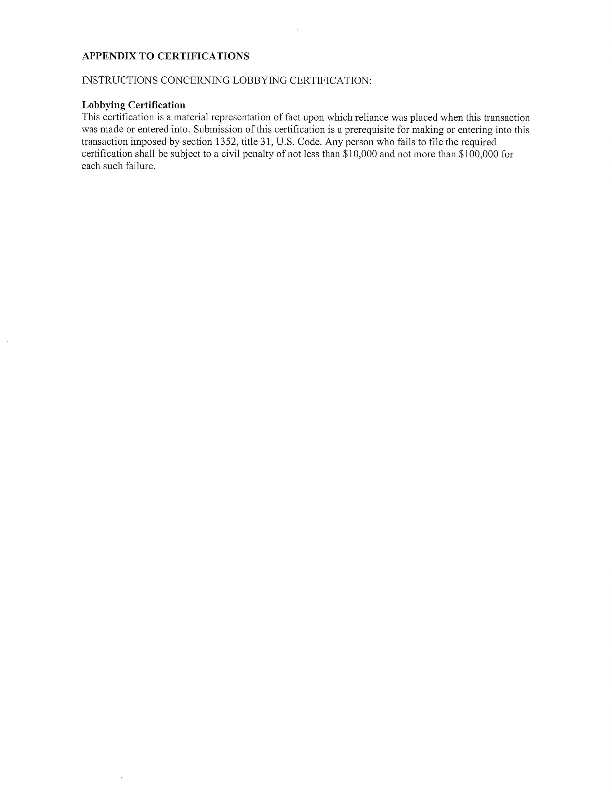 APPENDIX TO CERTIFICATIONS
INSTRUCTIONS CONCERNING LOBBYING CERTIFICATION:
Lobbying Certification
This certification is a material representation of fact upon which reliance was placed when this transaction
was made or entered into. Submission of this certification is a prerequisite for making or entering into this
transaction imposed by section 1352, title 31, U.S. Code. Any person who fails to file the required
certification shall be subject to a civil penalty of not less than $10,000 and not more than $100,000 for
each such failure.